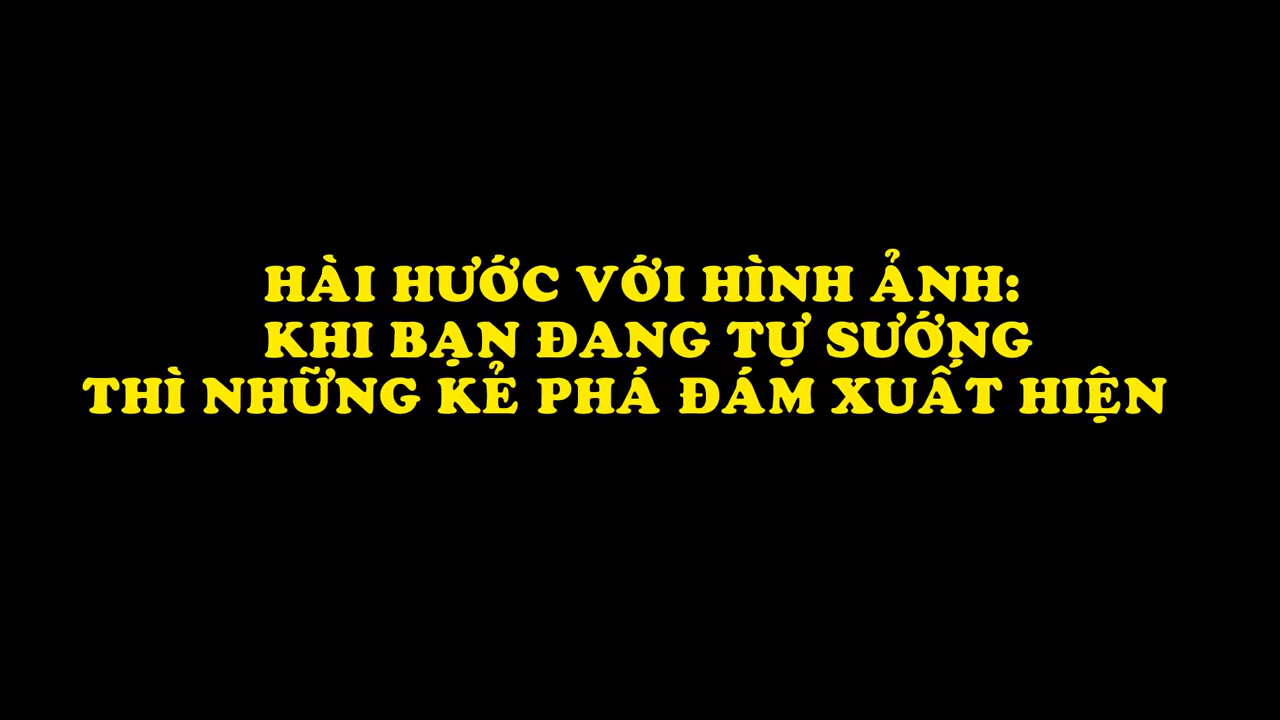 HÀI HƯỚC VỚI HÌNH ẢNH:
KHI BẠN ĐANG TỰ SƯỚNG
THÌ NHỮNG KẺ PHÁ ĐÁM XUẤT HIỆN